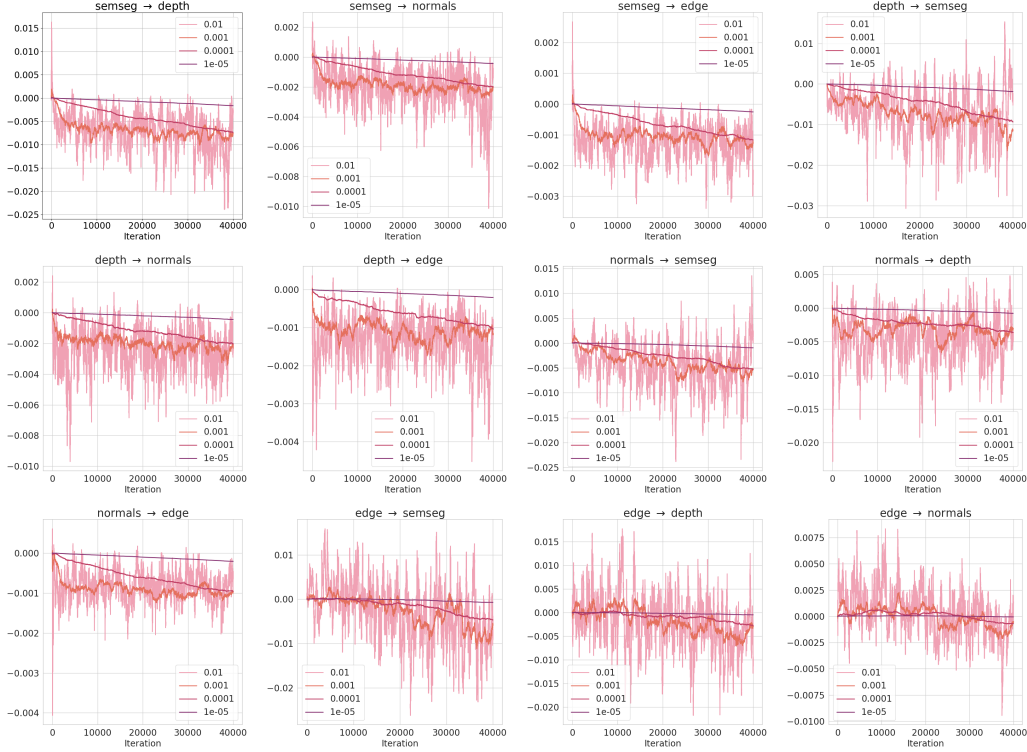 semseg → depth
0.015
0.010
0.005
0.000
−0.005
−0.010
−0.015
−0.020
−0.025
0 10000 20000 30000 40000
Iteration
0.01
0.001
0.0001
1e-05
semseg → normals
0.002
0.000
−0.002
−0.004
−0.006
−0.008
−0.010
0 10000 20000 30000 40000
Iteration
0.01
0.001
0.0001
1e-05
semseg → edge
0.002
0.001
0.000
−0.001
−0.002
−0.003
0 10000 20000 30000 40000
Iteration
0.01
0.001
0.0001
1e-05
depth → semseg
0.01
0.00
−0.01
−0.02
−0.03
0 10000 20000 30000 40000
Iteration
0.01
0.001
0.0001
1e-05
depth → normals
0.002
0.000
−0.002
−0.004
−0.006
−0.008
−0.010
0 10000 20000 30000 40000
Iteration
0.01
0.001
0.0001
1e-05
depth → edge
0.000
−0.001
−0.002
−0.003
−0.004
0 10000 20000 30000 40000
Iteration
0.01
0.001
0.0001
1e-05
normals → semseg
0.015
0.010
0.005
0.000
−0.005
−0.010
−0.015
−0.020
−0.025
0 10000 20000 30000 40000
Iteration
0.01
0.001
0.0001
1e-05
normals → depth
0.005
0.000
−0.005
−0.010
−0.015
−0.020
0 10000 20000 30000 40000
Iteration
0.01
0.001
0.0001
1e-05
normals → edge
0.000
−0.001
−0.002
−0.003
−0.004
0 10000 20000 30000 40000
Iteration
0.01
0.001
0.0001
1e-05
edge → semseg
0.01
0.00
−0.01
−0.02
0 10000 20000 30000 40000
Iteration
0.01
0.001
0.0001
1e-05
edge → depth
0.015
0.010
0.005
0.000
−0.005
−0.010
−0.015
−0.020
0 10000 20000 30000 40000
Iteration
0.01
0.001
0.0001
1e-05
edge → normals
0.0075
0.0050
0.0025
0.0000
−0.0025
−0.0050
−0.0075
−0.0100
0 10000 20000 30000 40000
Iteration
0.01
0.001
0.0001
1e-05